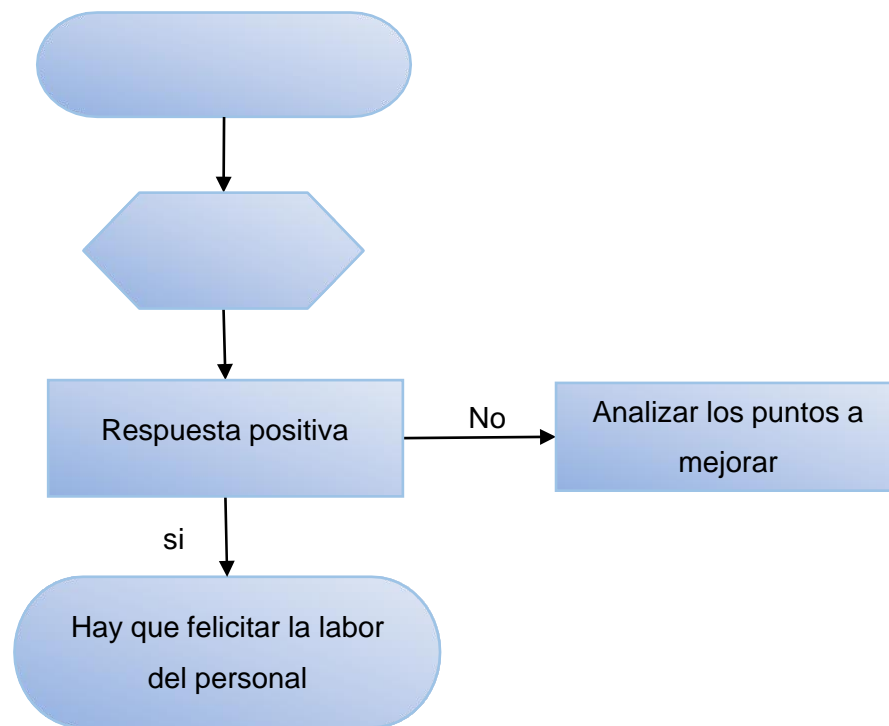 Respuesta positiva
No
Analizar los puntos a
mejorar
si
Hay que felicitar la labor
del personal